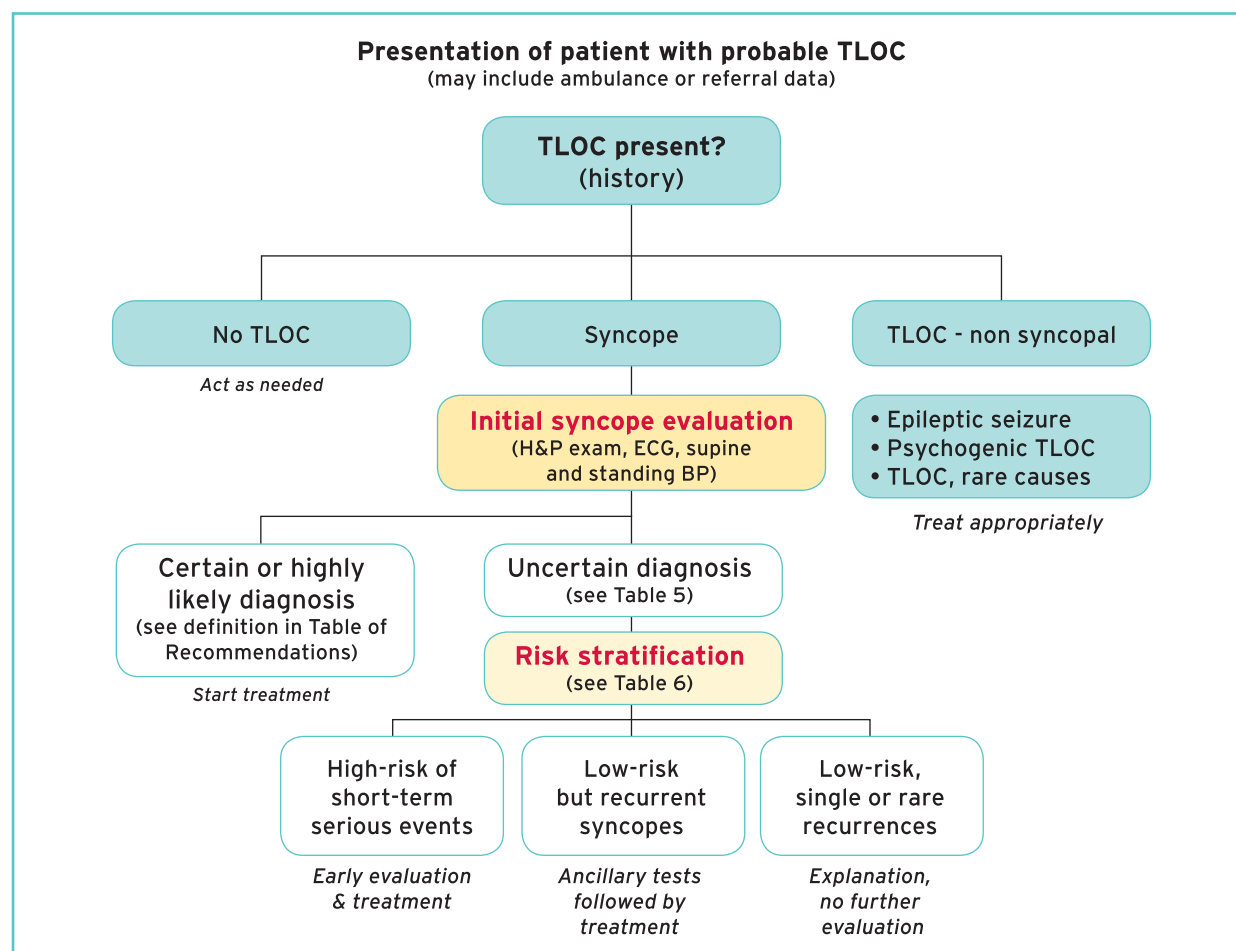 Presentation of patient with probable TLOC
(may include ambulance or referral data)
TLOC present?
(history)
No TLOC
Act as needed
Syncope
TLOC - non syncopal
Initial syncope evaluation
(H&P exam, ECG, supine
and standing BP)
• Epileptic seizure
• Psychogenic TLOC
• TLOC, rare causes
Treat appropriately
Certain or highly
likely diagnosis
(see definition in Table of
Recommendations)
Start treatment
Uncertain diagnosis
(see Table 5)
Risk stratification
(see Table 6)
High-risk of
short-term
serious events
Early evaluation
& treatment
Low-risk
but recurrent
syncopes
Ancillary tests
followed by
treatment
Low-risk,
single or rare
recurrences
Explanation,
no further
evaluation